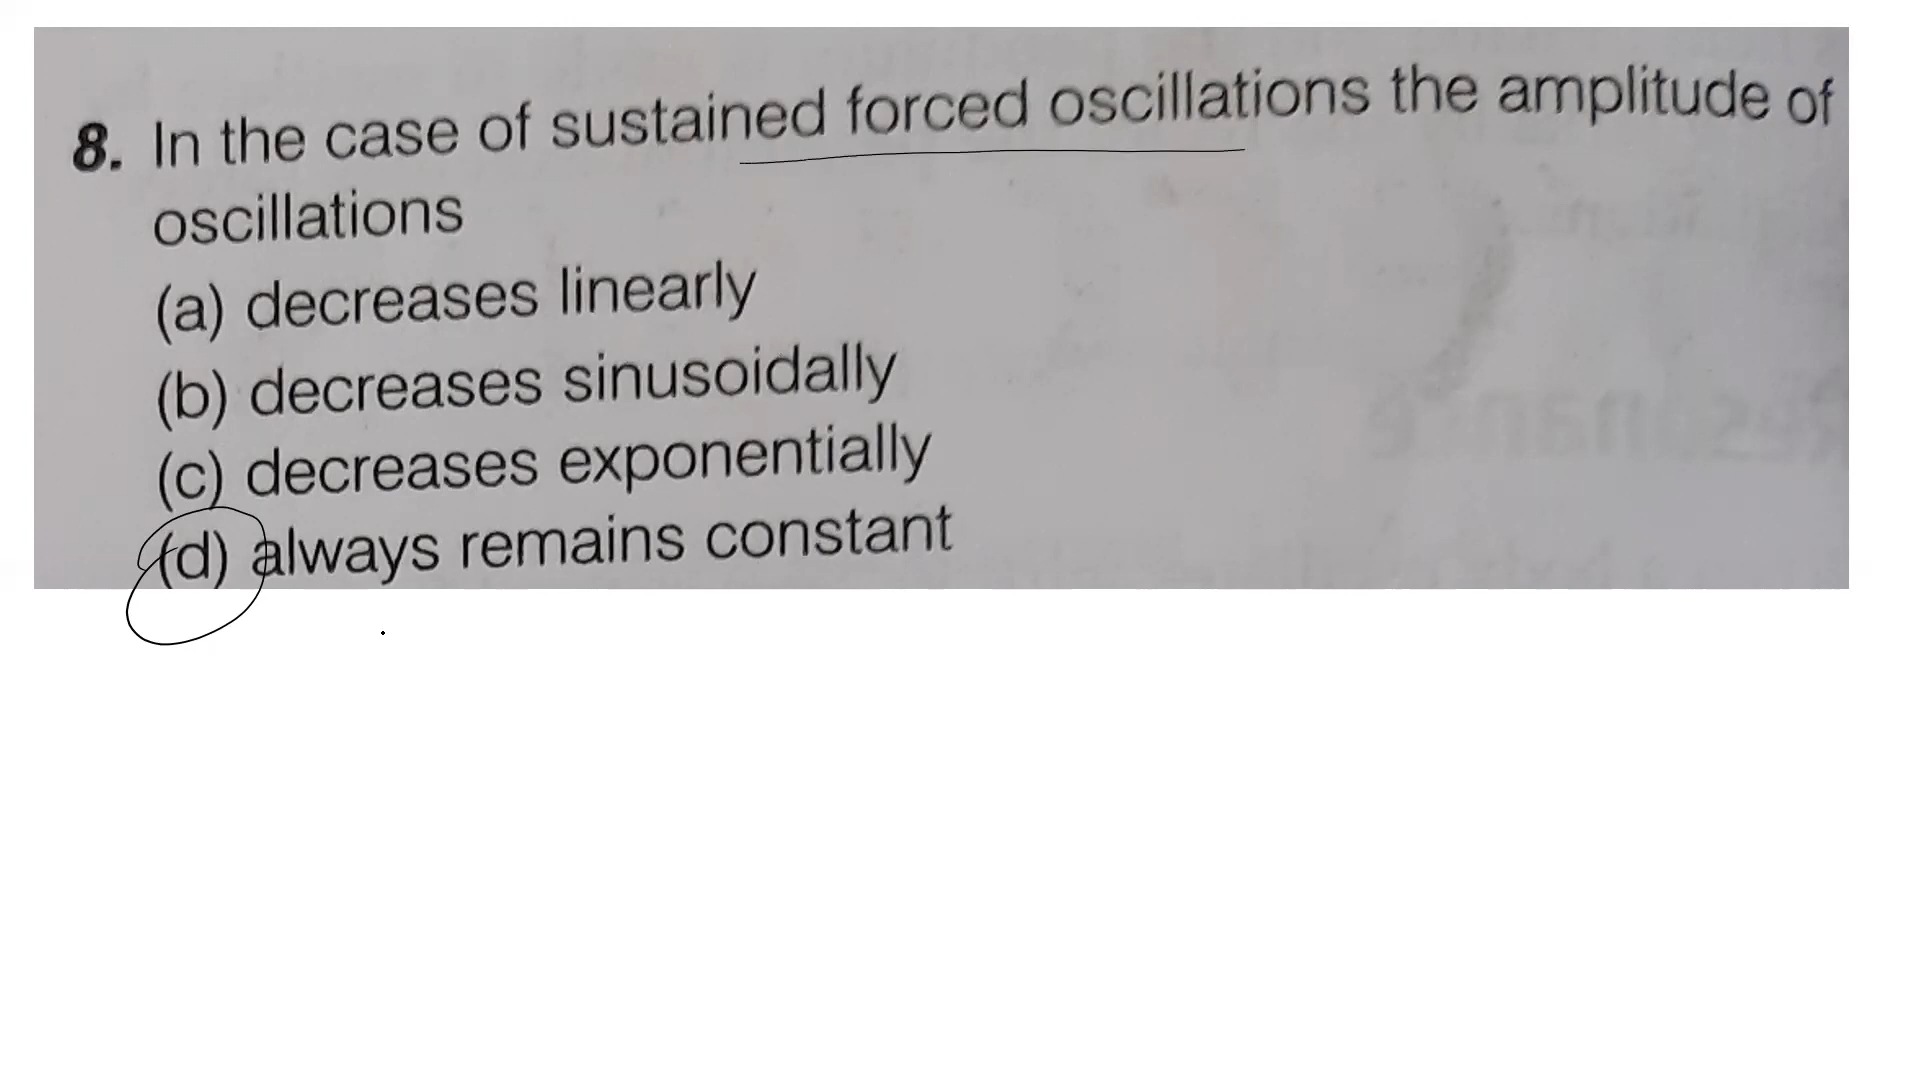 8. In the case of sustained forced oscillations the amplitude of
oscillations
(a) decreases linearly
(b) decreases sinusoidally
(c) decreases exponentially
(d) always remains constant